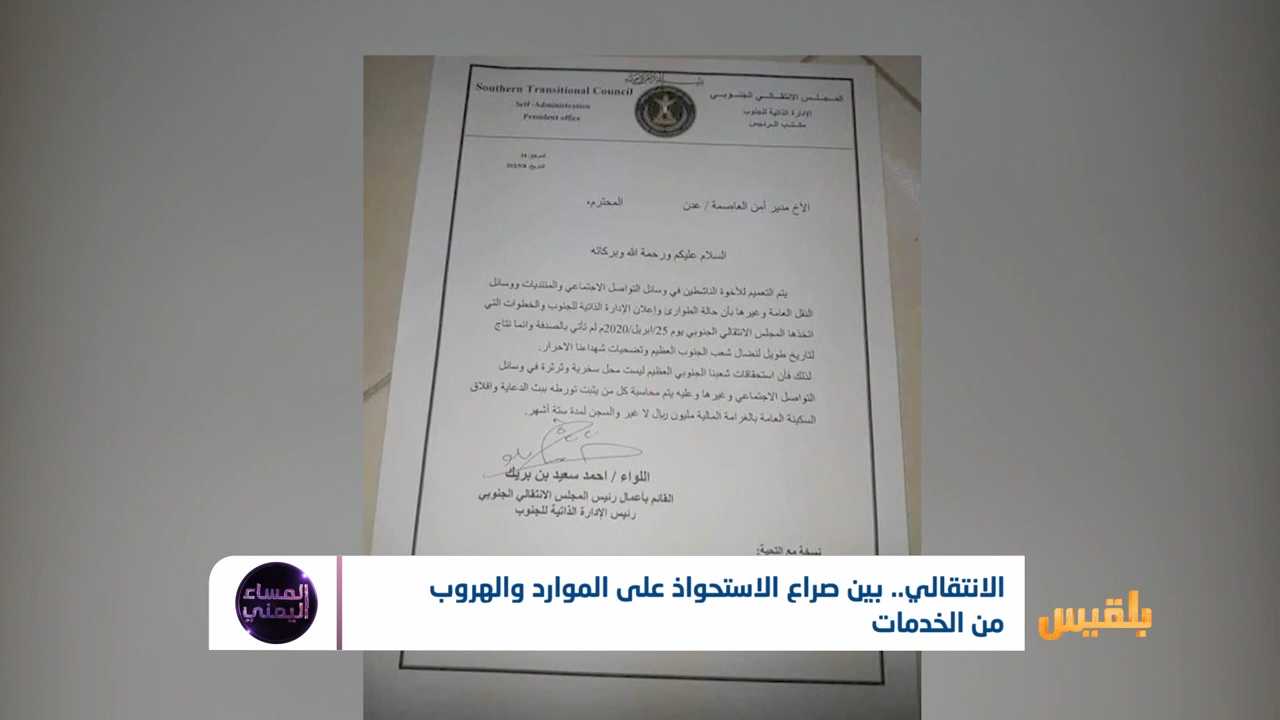 Southern Transitional Council
Self-Administration
President office
المجلس الانتقالي الجنوبي
الإدارة الذاتية للجنوب
مكتب الرئيس
الأخ مدير أمن العاصمة / عدن المحترم،
السلام عليكم ورحمة الله وبركاته
يتم التعميم للأخوة الناشطين في وسائل التواصل الاجتماعي والمنتديات ووسائل
النقل العامة وغيرها بأن حالة الطوارئ وإعلان الإدارة الذاتية للجنوب والخطوات التي
اتخذها المجلس الانتقالي الجنوبي يوم 25/ابريل/2020م لم تأتي بالصدفة وانما نتاج
لتاريخ طويل لنضال شعب الجنوب العظيم وتضحيات شهداءنا الاحرار.
لذلك فأن استحقاقات شعبنا الجنوبي العظيم ليست محل سخرية وثرثرة في وسائل
التواصل الاجتماعي وغيرها وعليه يتم محاسبة كل من يثبت تورطه ببث الدعاية واقلاق
السكينة العامة بالغرامة المالية مليون ريال لا غير والسجن لمدة ستة أشهر.
اللواء / احمد سعيد بن بريك
القائم بأعمال رئيس المجلس الانتقالي الجنوبي
رئيس الإدارة الذاتية للجنوب
نسخة مع التحية:
الانتقالي.. بين صراع الاستحواذ على الموارد والهروب
من الخدمات
المساء
اليمني
بلقيس